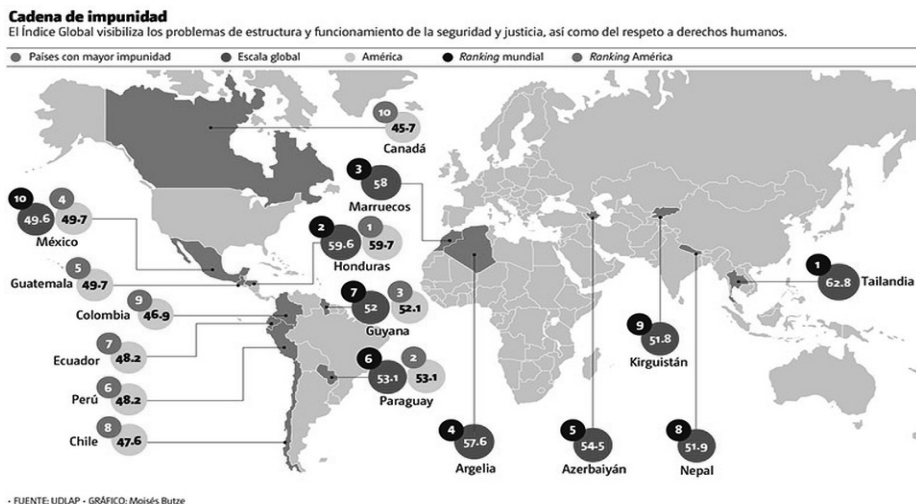 Cadena de impunidad
El Índice Global visibiliza los problemas de estructura y funcionamiento de la seguridad y justicia, así como del respeto a derechos humanos.
Países con mayor impunidad Escala global América Ranking mundial Ranking América
10
45.7
Canadá
3
58
Marruecos
10 4
49.6 49.7
México
2 1
59.6 59.7
Honduras
1
62.8 Tailandia
5
Guatemala 49.7
9
Colombia 46.9
7 3
52 52.1
Guyana
9
51.8
Kirguistán
7
Ecuador 48.2
6 2
53.1 53.1
Paraguay
6
Perú 48.2
8
Chile 47.6
4
57.6
Argelia
5
54.5
Azerbaiyán
8
51.9
Nepal
• FUENTE: UDLAP • GRÁFICO: Moisés Butze